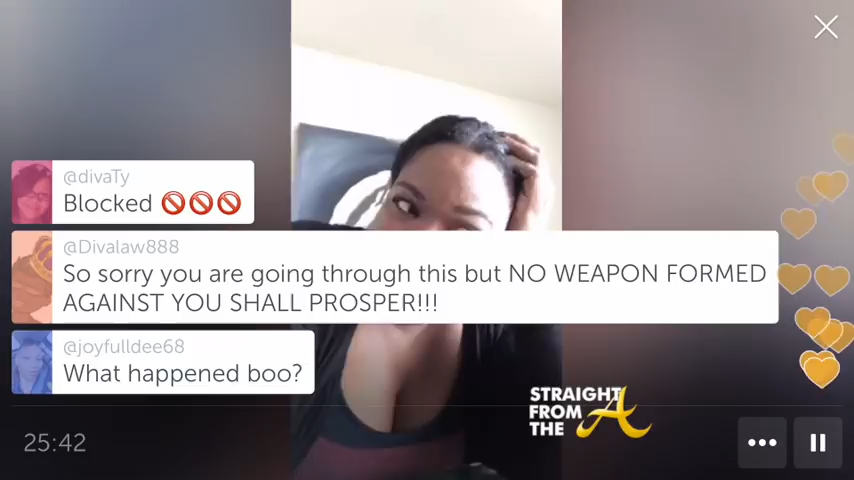 @divaTy
Blocked 🚫🚫🚫
@Divalaw888
So sorry you are going through this but NO WEAPON FORMED
AGAINST YOU SHALL PROSPER!!!
@joyfulldee68
What happened boo?
STRAIGHT
FROM
THE A
25:42